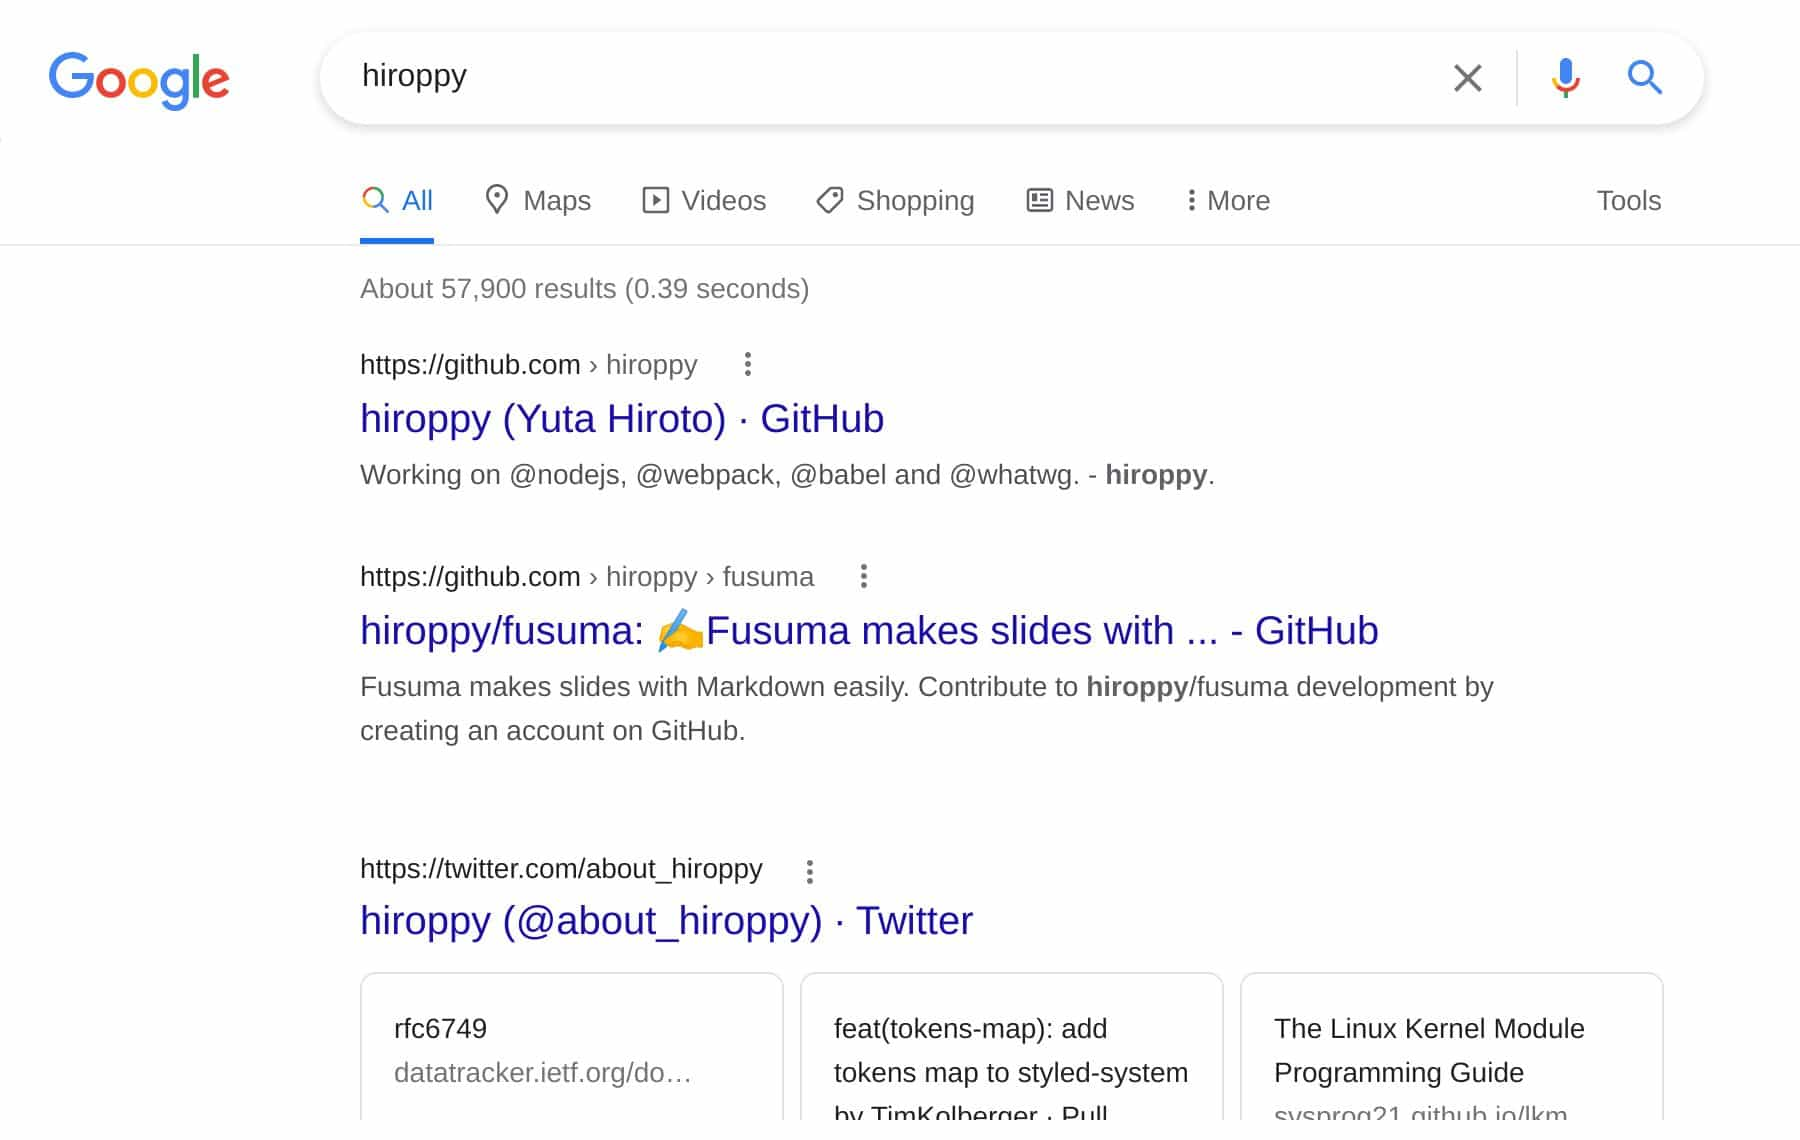 Google
hiroppy
All Maps Videos Shopping News More Tools
About 57,900 results (0.39 seconds)
https://github.com › hiroppy
hiroppy (Yuta Hiroto) · GitHub
Working on @nodejs, @webpack, @babel and @whatwg. - hiroppy.
https://github.com › hiroppy › fusuma
hiroppy/fusuma: ✍Fusuma makes slides with ... - GitHub
Fusuma makes slides with Markdown easily. Contribute to hiroppy/fusuma development by
creating an account on GitHub.
https://twitter.com/about_hiroppy
hiroppy (@about_hiroppy) · Twitter
rfc6749
datatracker.ietf.org/do…
feat(tokens-map): add
tokens map to styled-system
by TimKolberger · Pull
The Linux Kernel Module
Programming Guide
sysprog21.github.io/lkm